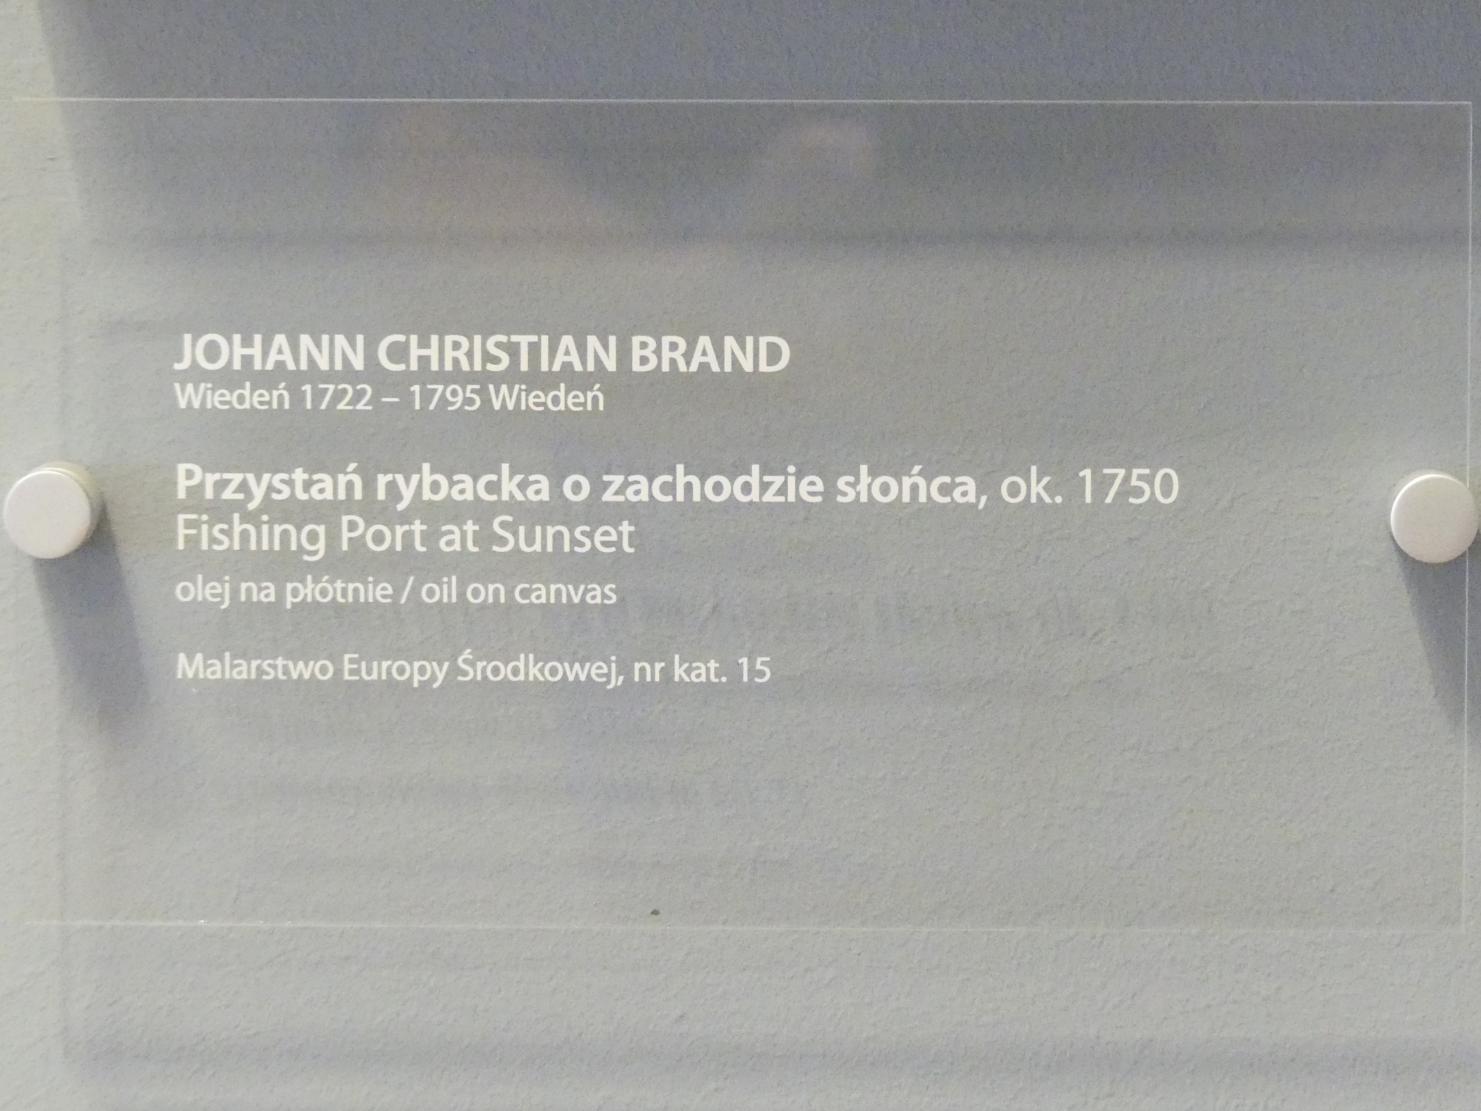 JOHANN CHRISTIAN BRAND
Wiedeń 1722 – 1795 Wiedeń
Przystań rybacka o zachodzie słońca, ok. 1750
Fishing Port at Sunset
olej na płótnie / oil on canvas
Malarstwo Europy Środkowej, nr kat. 15